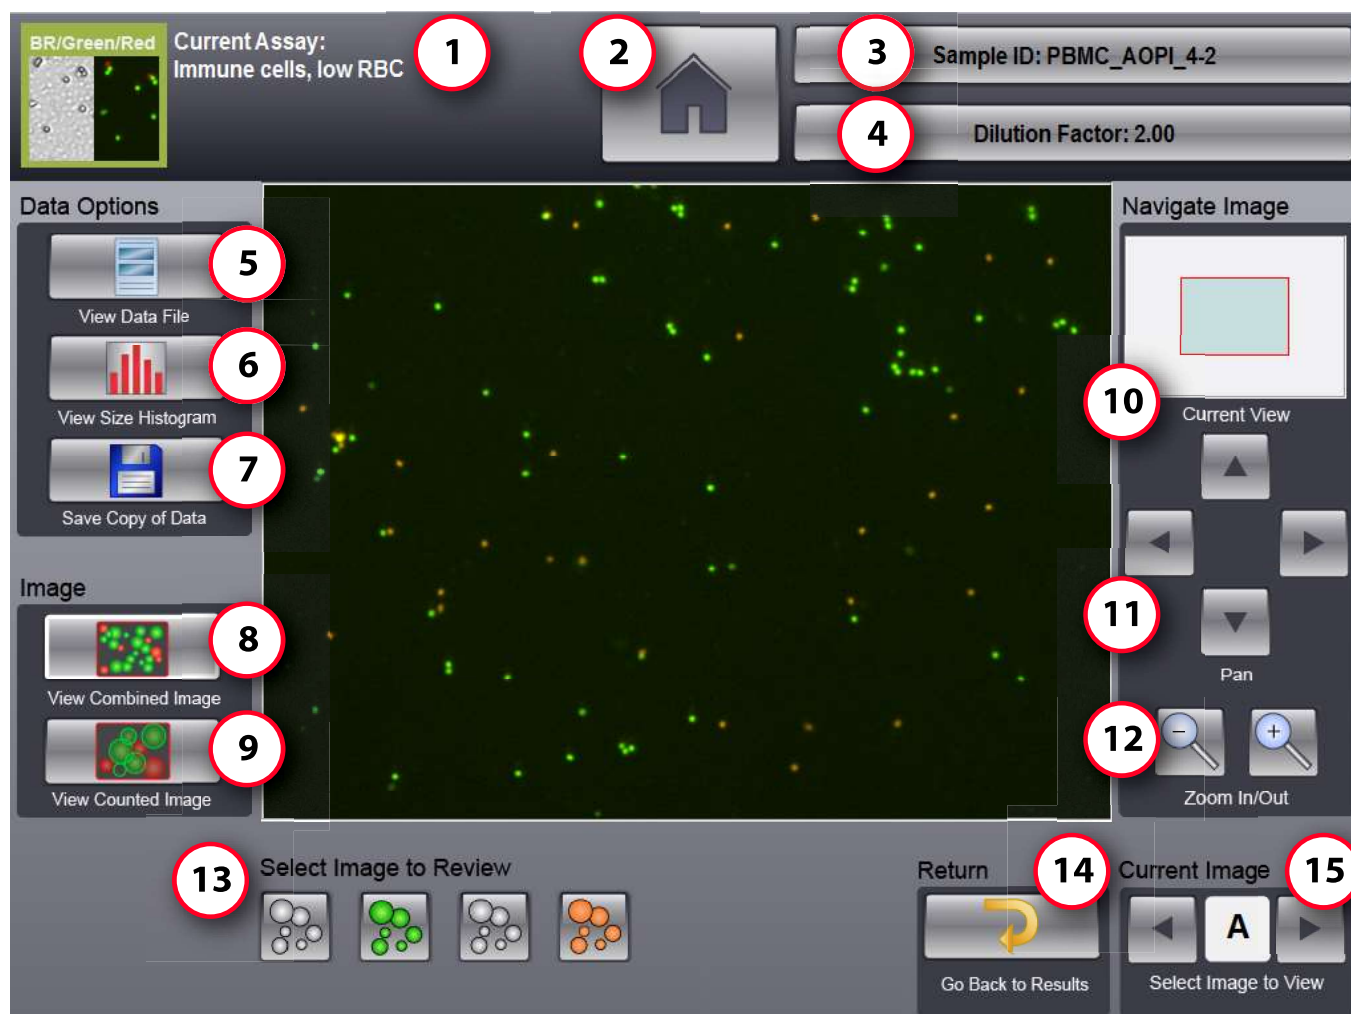 BR/Green/Red
Current Assay:
Immune cells, low RBC
1
2
3
Sample ID: PBMC_AOPI_4-2
4
Dilution Factor: 2.00
Data Options
5
View Data File
6
View Size Histogram
7
Save Copy of Data
Image
8
View Combined Image
9
View Counted Image
Navigate Image
10
Current View
11
Pan
12
Zoom In/Out
13
Select Image to Review
Return
14
Go Back to Results
Current Image
15
A
Select Image to View